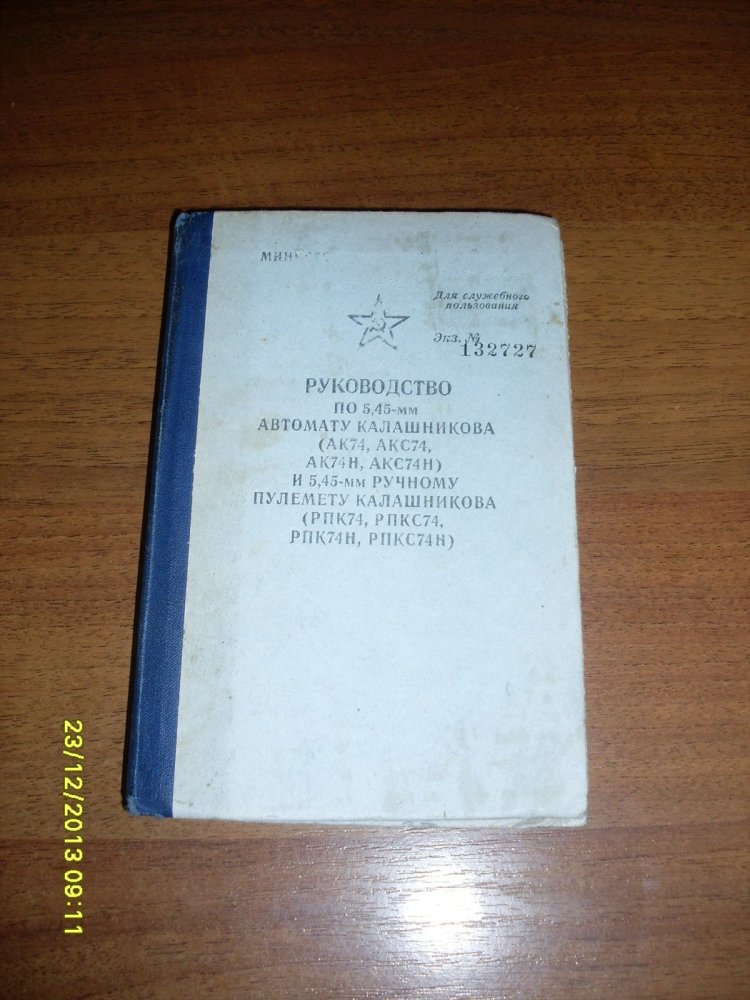 Для служебного
пользования
Экз. №
132727
РУКОВОДСТВО
ПО 5,45-мм
АВТОМАТУ КАЛАШНИКОВА
(АК74, АКС74,
АК74Н, АКС74Н)
И 5,45-мм РУЧНОМУ
ПУЛЕМЕТУ КАЛАШНИКОВА
(РПК74, РПКС74,
РПК74Н, РПКС74Н)
23/12/2013 09:11